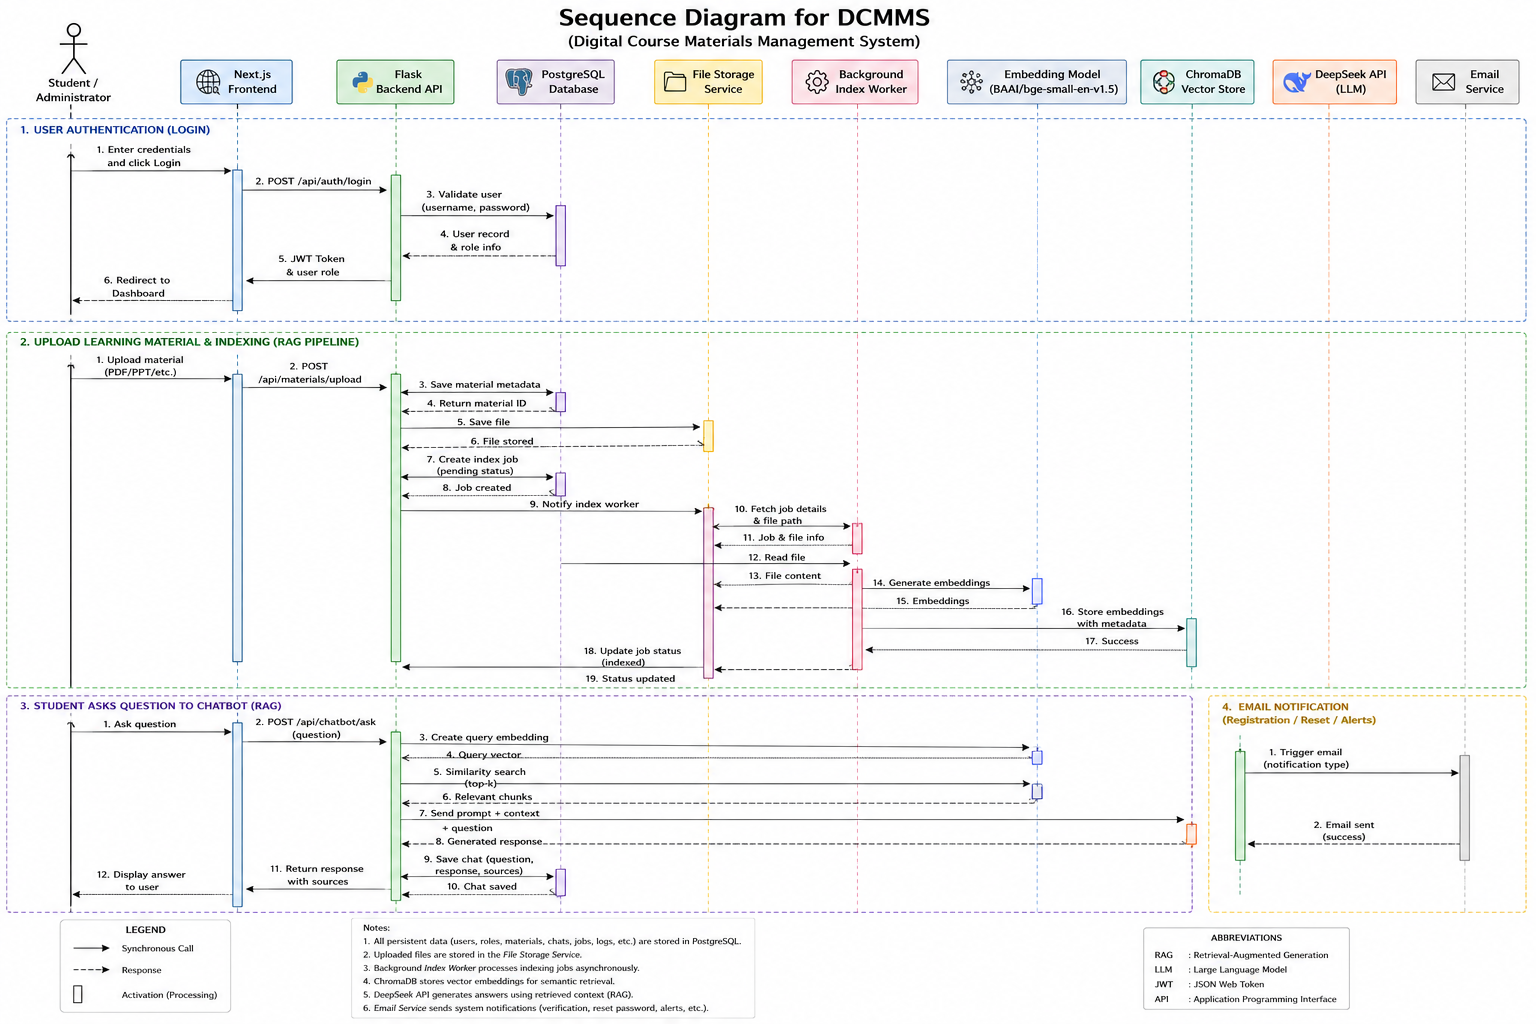 Sequence Diagram for DCMMS
(Digital Course Materials Management System)
Student /
Administrator
Next.js
Frontend
Flask
Backend API
PostgreSQL
Database
File Storage
Service
Background
Index Worker
Embedding Model
(BAAI/bge-small-en-v1.5)
ChromaDB
Vector Store
DeepSeek API
(LLM)
Email
Service
1. USER AUTHENTICATION (LOGIN)
1. Enter credentials
and click Login
2. POST /api/auth/login
3. Validate user
(username, password)
4. User record
& role info
5. JWT Token
& user role
6. Redirect to
Dashboard
2. UPLOAD LEARNING MATERIAL & INDEXING (RAG PIPELINE)
1. Upload material
(PDF/PPT/etc.)
2. POST
/api/materials/upload
3. Save material metadata
4. Return material ID
5. Save file
6. File stored
7. Create index job
(pending status)
8. Job created
9. Notify index worker
10. Fetch job details
& file path
11. Job & file info
12. Read file
13. File content
14. Generate embeddings
15. Embeddings
16. Store embeddings
with metadata
17. Success
18. Update job status
(indexed)
19. Status updated
3. STUDENT ASKS QUESTION TO CHATBOT (RAG)
1. Ask question
2. POST /api/chatbot/ask
(question)
3. Create query embedding
4. Query vector
5. Similarity search
(top-k)
6. Relevant chunks
7. Send prompt + context
+ question
8. Generated response
9. Save chat (question,
response, sources)
10. Chat saved
11. Return response
with sources
12. Display answer
to user
4. EMAIL NOTIFICATION
(Registration / Reset / Alerts)
1. Trigger email
(notification type)
2. Email sent
(success)
LEGEND
Synchronous Call
Response
Activation (Processing)
Notes:
1. All persistent data (users, roles, materials, chats, jobs, logs, etc.) are stored in PostgreSQL.
2. Uploaded files are stored in the File Storage Service.
3. Background Index Worker processes indexing jobs asynchronously.
4. ChromaDB stores vector embeddings for semantic retrieval.
5. DeepSeek API generates answers using retrieved context (RAG).
6. Email Service sends system notifications (verification, reset password, alerts, etc.).
ABBREVIATIONS
RAG : Retrieval-Augmented Generation
LLM : Large Language Model
JWT : JSON Web Token
API : Application Programming Interface